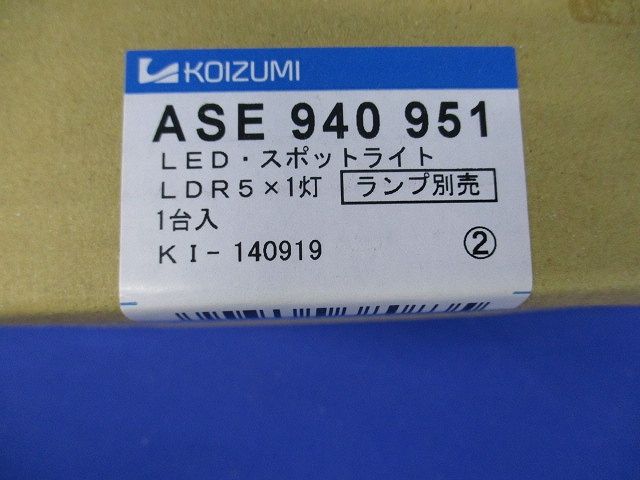 KOIZUMI
ASE 940 951
LED・スポットライト
LDR5×1灯 ランプ別売
1台入
KI-140919 ②